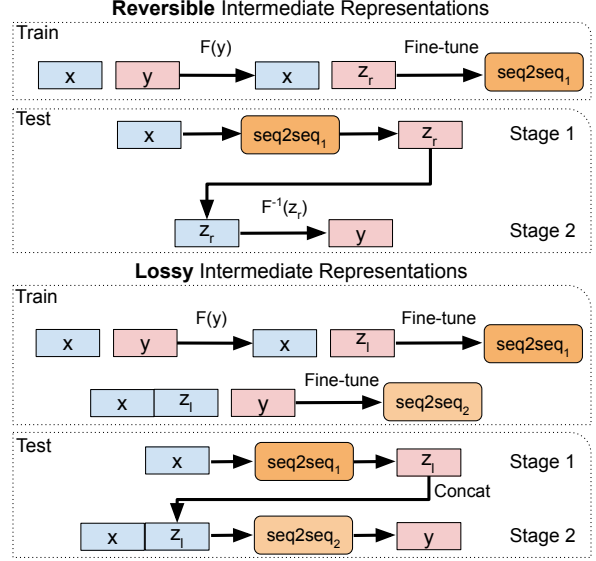 Reversible Intermediate Representations
Train
F(y)
Fine-tune
x y x z_r seq2seq_1
Test
x seq2seq_1 z_r Stage 1
F^-1(z_r)
z_r y Stage 2
Lossy Intermediate Representations
Train
F(y)
Fine-tune
x y x z_l seq2seq_1
Fine-tune
x z_l y seq2seq_2
Test
x seq2seq_1 z_l Stage 1
Concat
x z_l seq2seq_2 y Stage 2